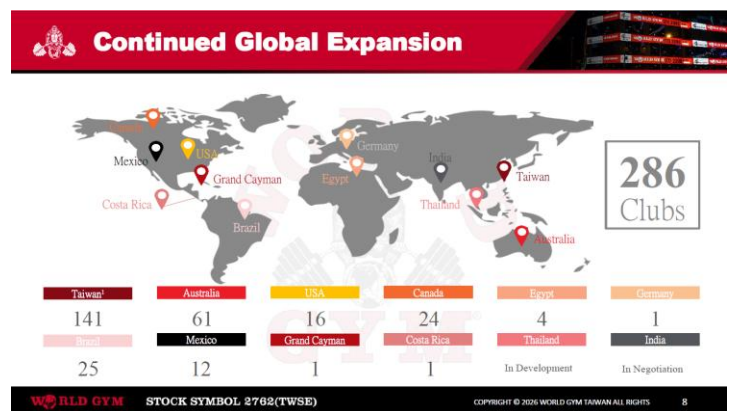 Continued Global Expansion
Canada
Mexico
USA
Grand Cayman
Costa Rica
Brazil
Germany
Egypt
India
Thailand
Taiwan
Australia
286
Clubs
Taiwan¹ Australia USA Canada Egypt Germany
141 61 16 24 4 1
Brazil Mexico Grand Cayman Costa Rica Thailand India
25 12 1 1 In Development In Negotiation
WORLD GYM STOCK SYMBOL 2762(TWSE) COPYRIGHT © 2026 WORLD GYM TAIWAN ALL RIGHTS 8